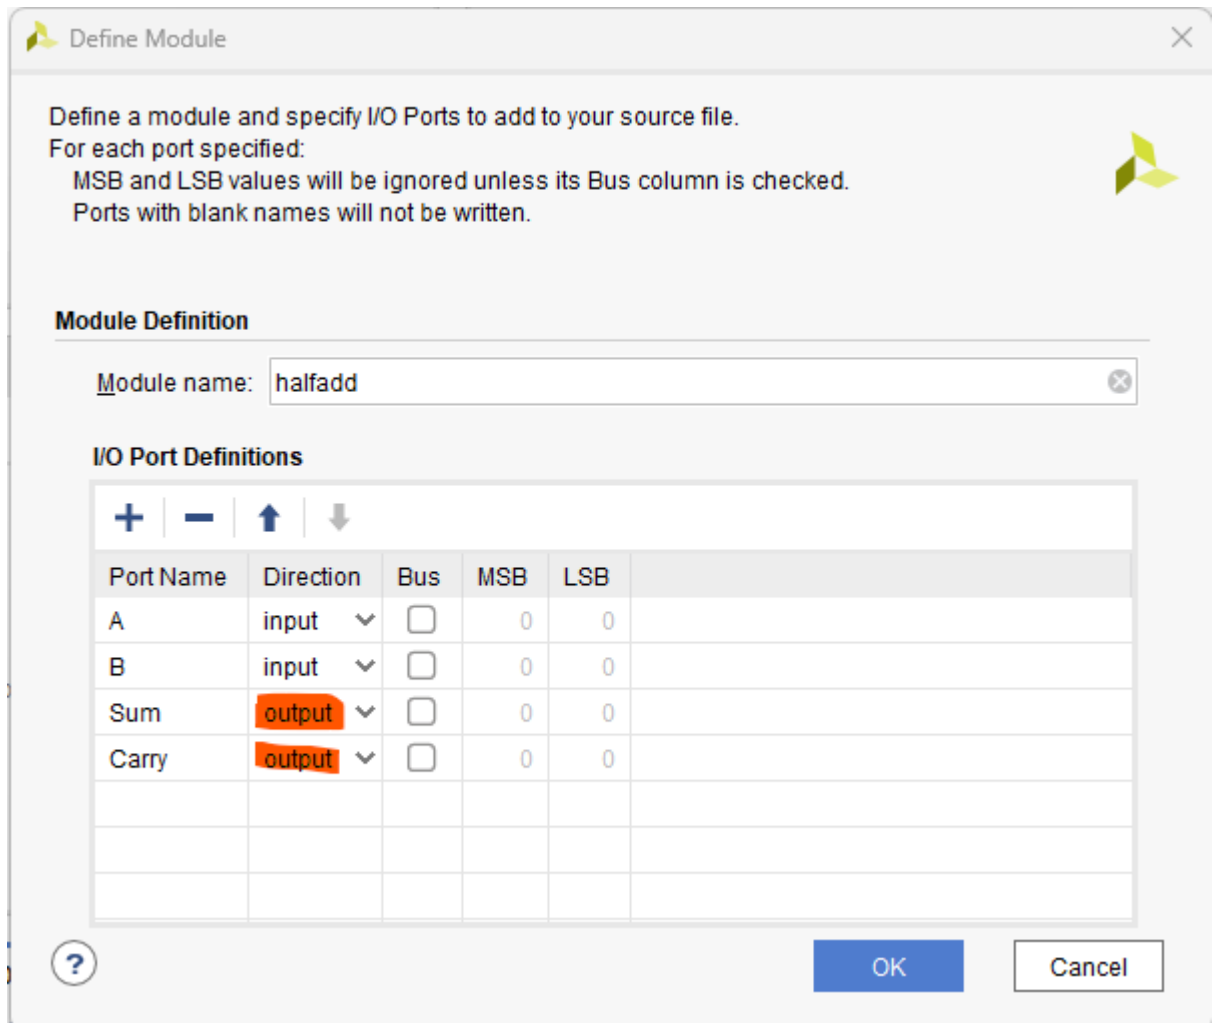 Define Module
Define a module and specify I/O Ports to add to your source file.
For each port specified:
MSB and LSB values will be ignored unless its Bus column is checked.
Ports with blank names will not be written.
Module Definition
Module name: halfadd
I/O Port Definitions
Port Name Direction Bus MSB LSB
A input 0 0
B input 0 0
Sum output 0 0
Carry output 0 0
? OK Cancel